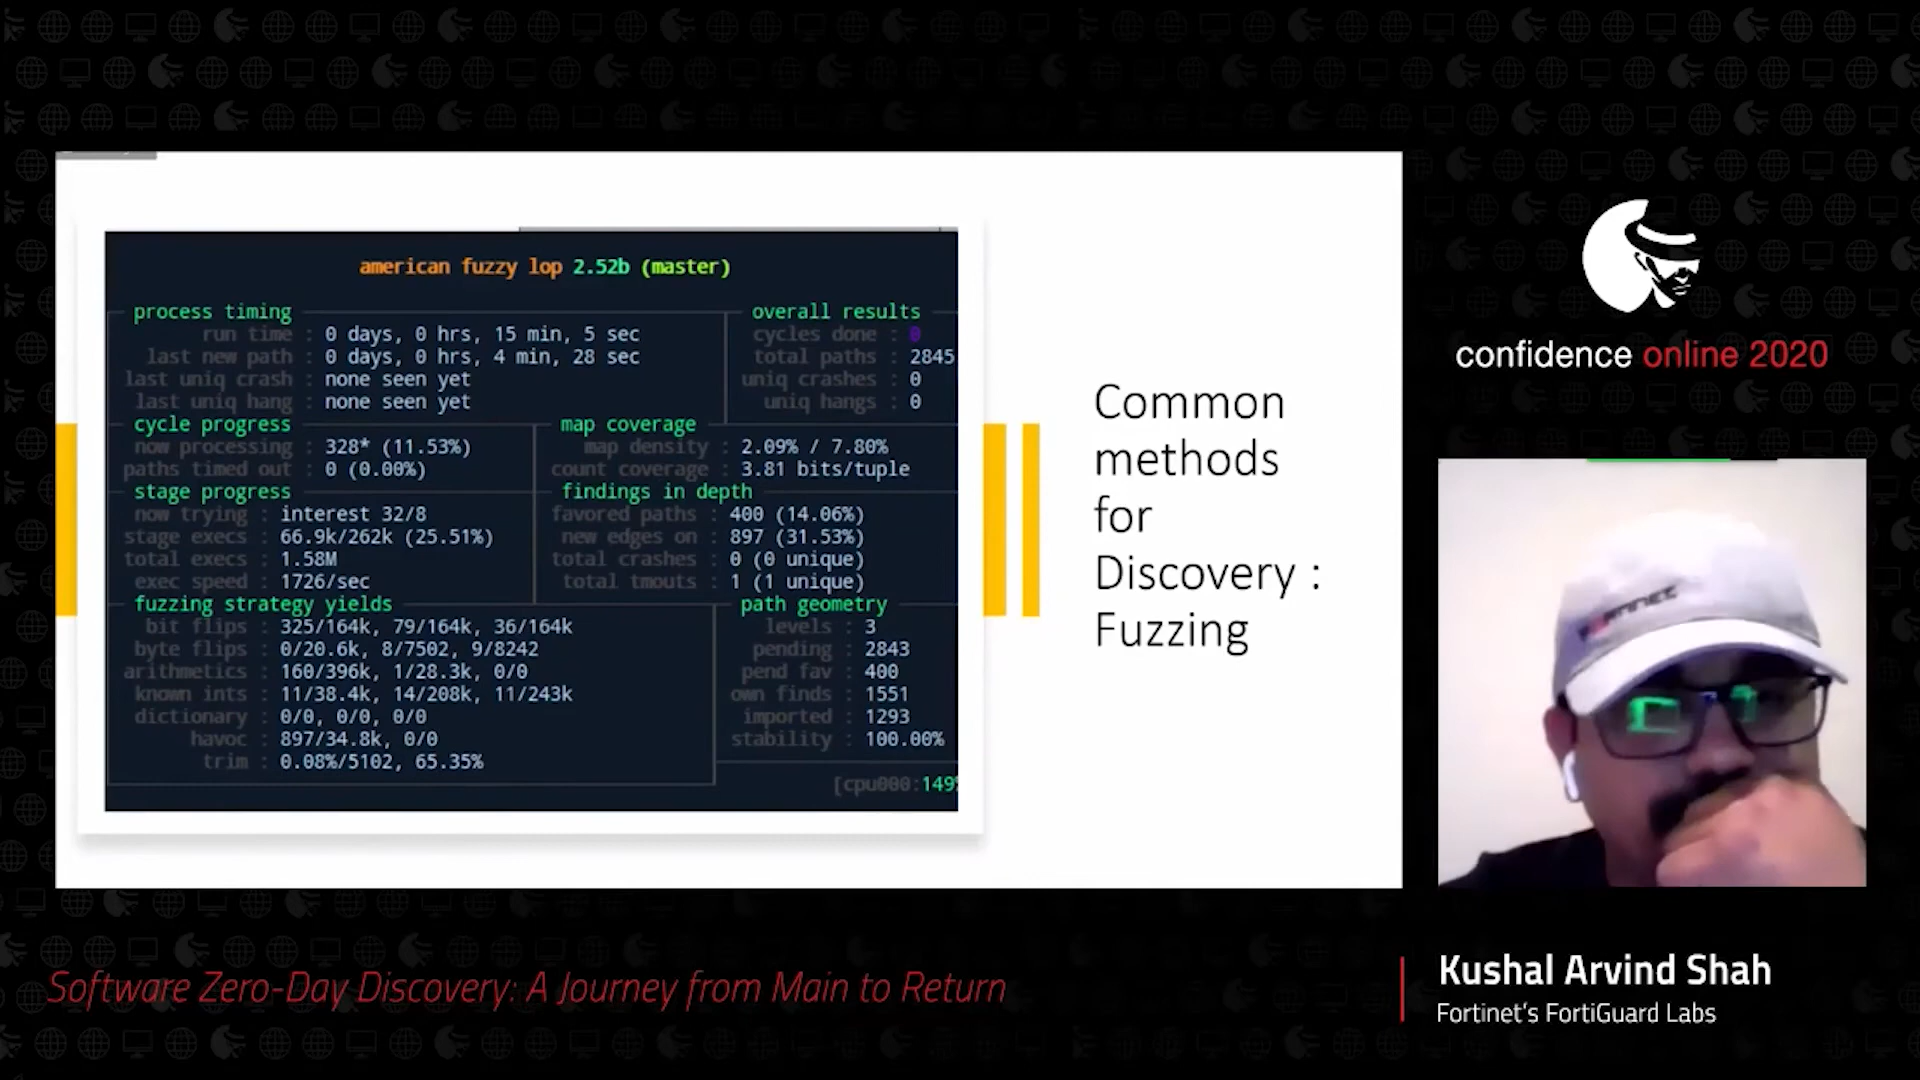 american fuzzy lop 2.52b (master)
process timing
run time : 0 days, 0 hrs, 15 min, 5 sec
last new path : 0 days, 0 hrs, 4 min, 28 sec
last uniq crash : none seen yet
last uniq hang : none seen yet
overall results
cycles done : 0
total paths : 2845
uniq crashes : 0
uniq hangs : 0
cycle progress
now processing : 328* (11.53%)
paths timed out : 0 (0.00%)
map coverage
map density : 2.09% / 7.80%
count coverage : 3.81 bits/tuple
stage progress
now trying : interest 32/8
stage execs : 66.9k/262k (25.51%)
total execs : 1.58M
exec speed : 1726/sec
findings in depth
favored paths : 400 (14.06%)
new edges on : 897 (31.53%)
total crashes : 0 (0 unique)
total tmouts : 1 (1 unique)
fuzzing strategy yields
bit flips : 325/164k, 79/164k, 36/164k
byte flips : 0/20.6k, 8/7502, 9/8242
arithmetics : 160/396k, 1/28.3k, 0/0
known ints : 11/38.4k, 14/208k, 11/243k
dictionary : 0/0, 0/0, 0/0
havoc : 897/34.8k, 0/0
trim : 0.08%/5102, 65.35%
path geometry
levels : 3
pending : 2843
pend fav : 400
own finds : 1551
imported : 1293
stability : 100.00%
[cpu000:149%
Common
methods
for
Discovery :
Fuzzing
confidence online 2020
Software Zero-Day Discovery: A Journey from Main to Return
Kushal Arvind Shah
Fortinet's FortiGuard Labs